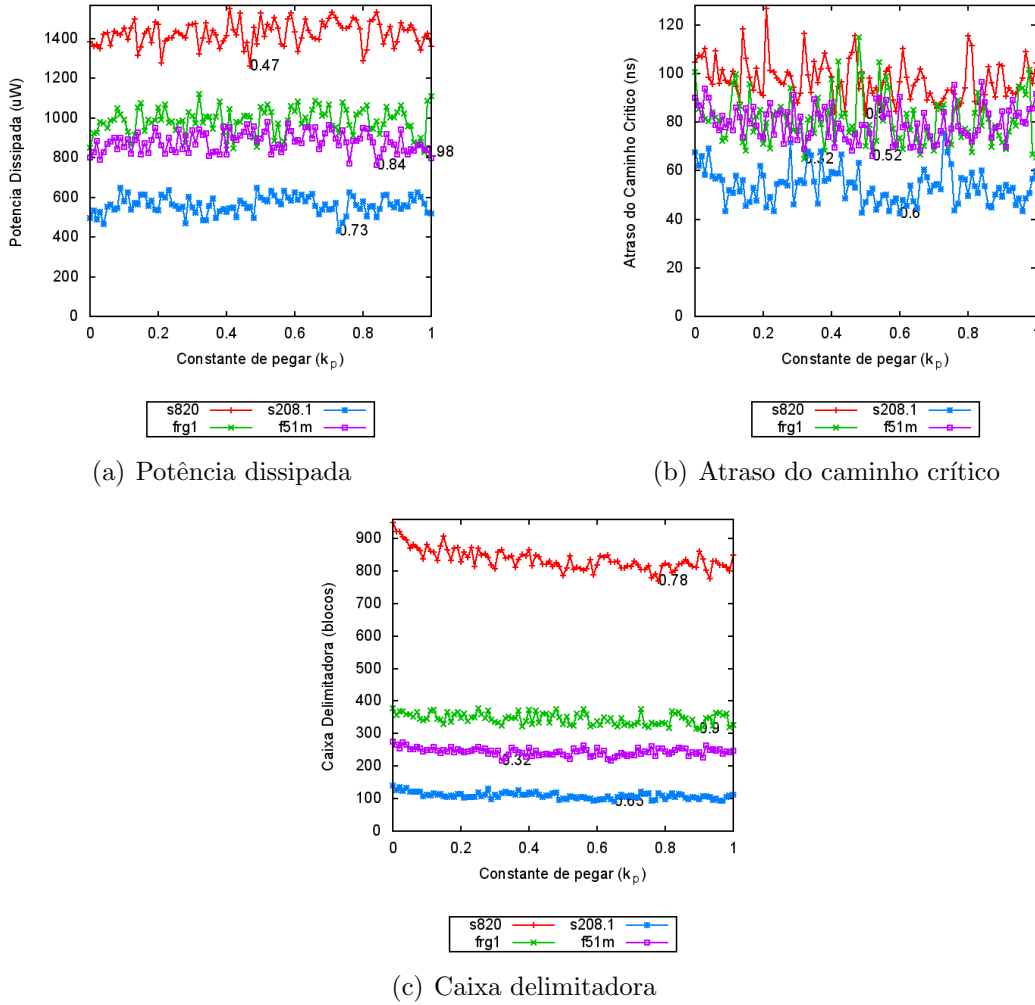 Potencia Dissipada (uW)
1400
1200
1000
800
600
400
200
0
0.47
0.98
0.84
0.73
0 0.2 0.4 0.6 0.8 1
Constante de pegar (k_p)
s820 s208.1
frg1 f51m
(a) Potência dissipada
Atraso do Caminho Critico (ns)
120
100
80
60
40
20
0
0.32
0.52
0.6
0 0.2 0.4 0.6 0.8 1
Constante de pegar (k_p)
s820 s208.1
frg1 f51m
(b) Atraso do caminho crítico
Caixa Delimitadora (blocos)
900
800
700
600
500
400
300
200
100
0
0.78
0.9
0.32
0.65
0 0.2 0.4 0.6 0.8 1
Constante de pegar (k_p)
s820 s208.1
frg1 f51m
(c) Caixa delimitadora